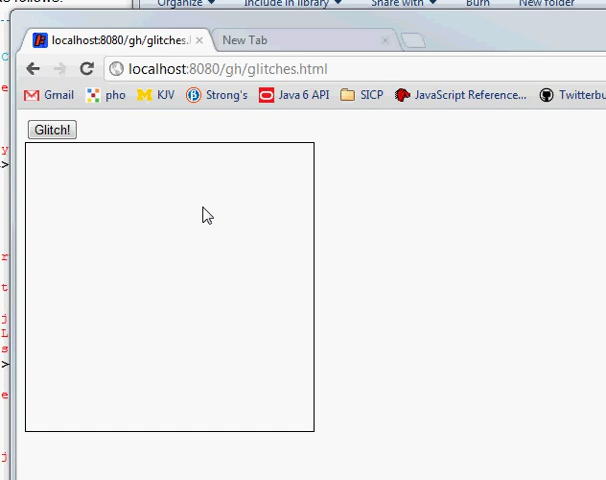 s follows:
Organize Include in library Share with Burn New folder
localhost:8080/gh/glitches. New Tab
localhost:8080/gh/glitches.html
Gmail pho KJV Strong's Java 6 API SICP JavaScript Reference... Twitterbu
Glitch!
e
y
>
r
t
j
L
s
>
e
j